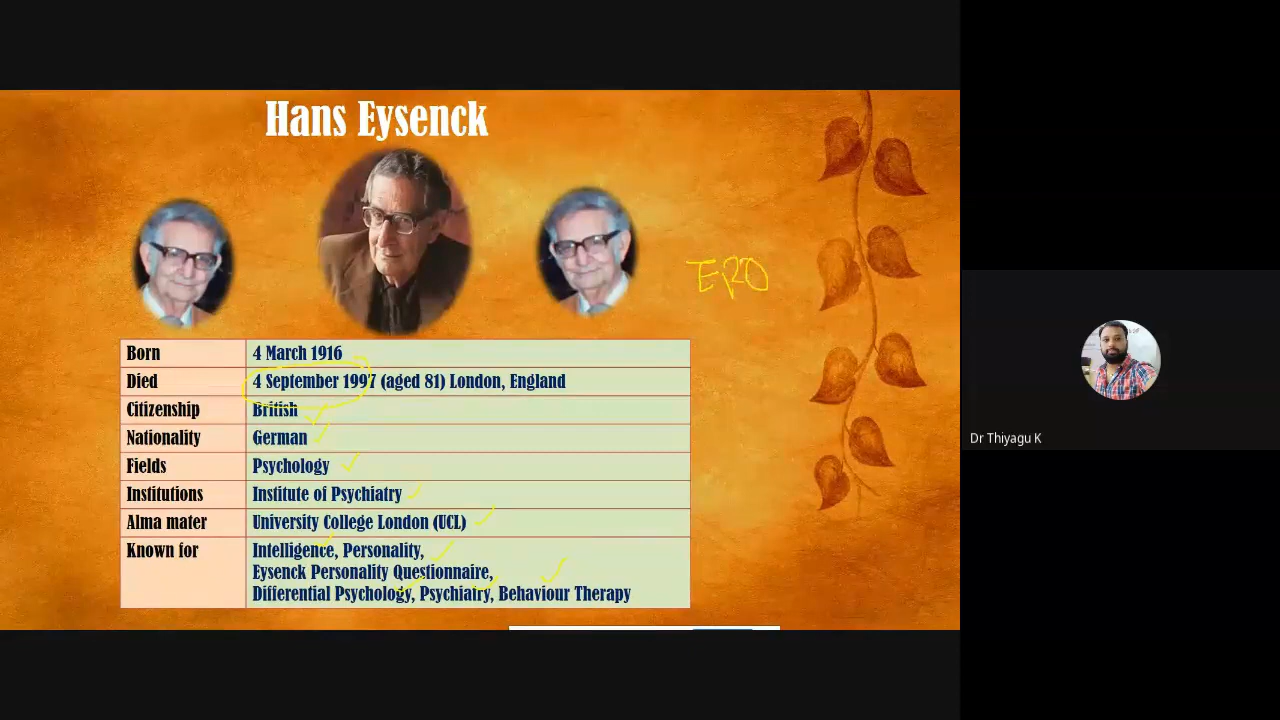 Hans Eysenck
ERO
Born 4 March 1916
Died 4 September 1997 (aged 81) London, England
Citizenship British
Nationality German
Fields Psychology
Institutions Institute of Psychiatry
Alma mater University College London (UCL)
Known for Intelligence, Personality,
Eysenck Personality Questionnaire,
Differential Psychology, Psychiatry, Behaviour Therapy
Dr Thiyagu K